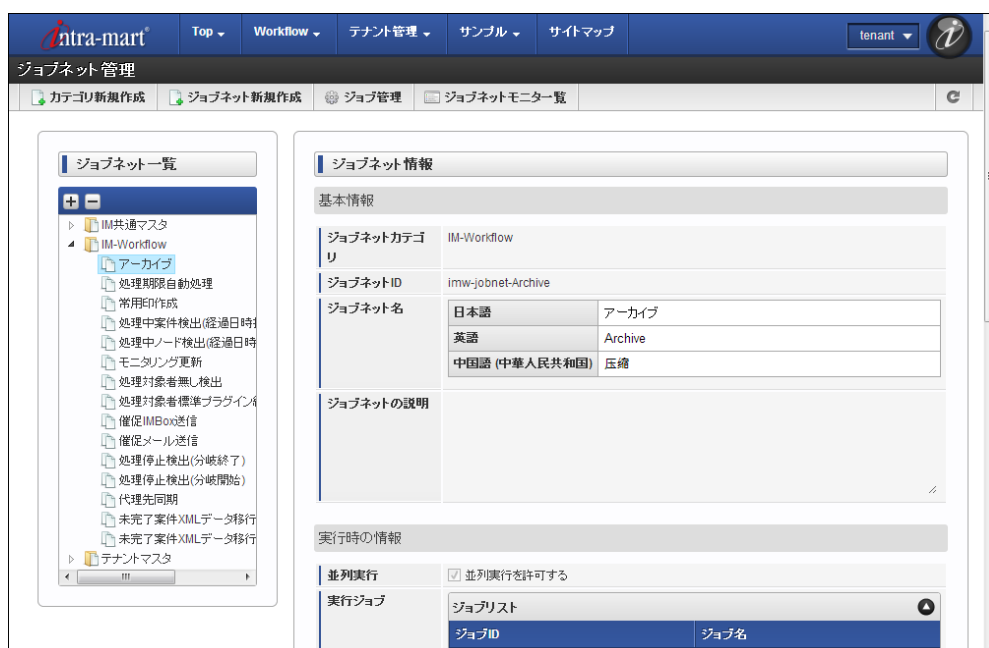 intra-mart®
Top
Workflow
テナント管理
サンプル
サイトマップ
tenant
ジョブネット管理
カテゴリ新規作成
ジョブネット新規作成
ジョブ管理
ジョブネットモニター覧
ジョブネット一覧
IM共通マスタ
IM-Workflow
アーカイブ
処理期限自動処理
常用印作成
処理中案件検出(経過日時
処理中ノード検出(経過日時
モニタリング更新
処理対象者無し検出
処理対象者標準プラグイン
催促IMBox送信
催促メール送信
処理停止検出(分岐終了)
処理停止検出(分岐開始)
代理先同期
未完了案件XMLデータ移行
未完了案件XMLデータ移行
テナントマスタ
ジョブネット情報
基本情報
ジョブネットカテゴリ
IM-Workflow
ジョブネットID
imw-jobnet-Archive
ジョブネット名
日本語
アーカイブ
英語
Archive
中国語 (中華人民共和国)
压缩
ジョブネットの説明
実行時の情報
並列実行
並列実行を許可する
実行ジョブ
ジョブリスト
ジョブID
ジョブ名